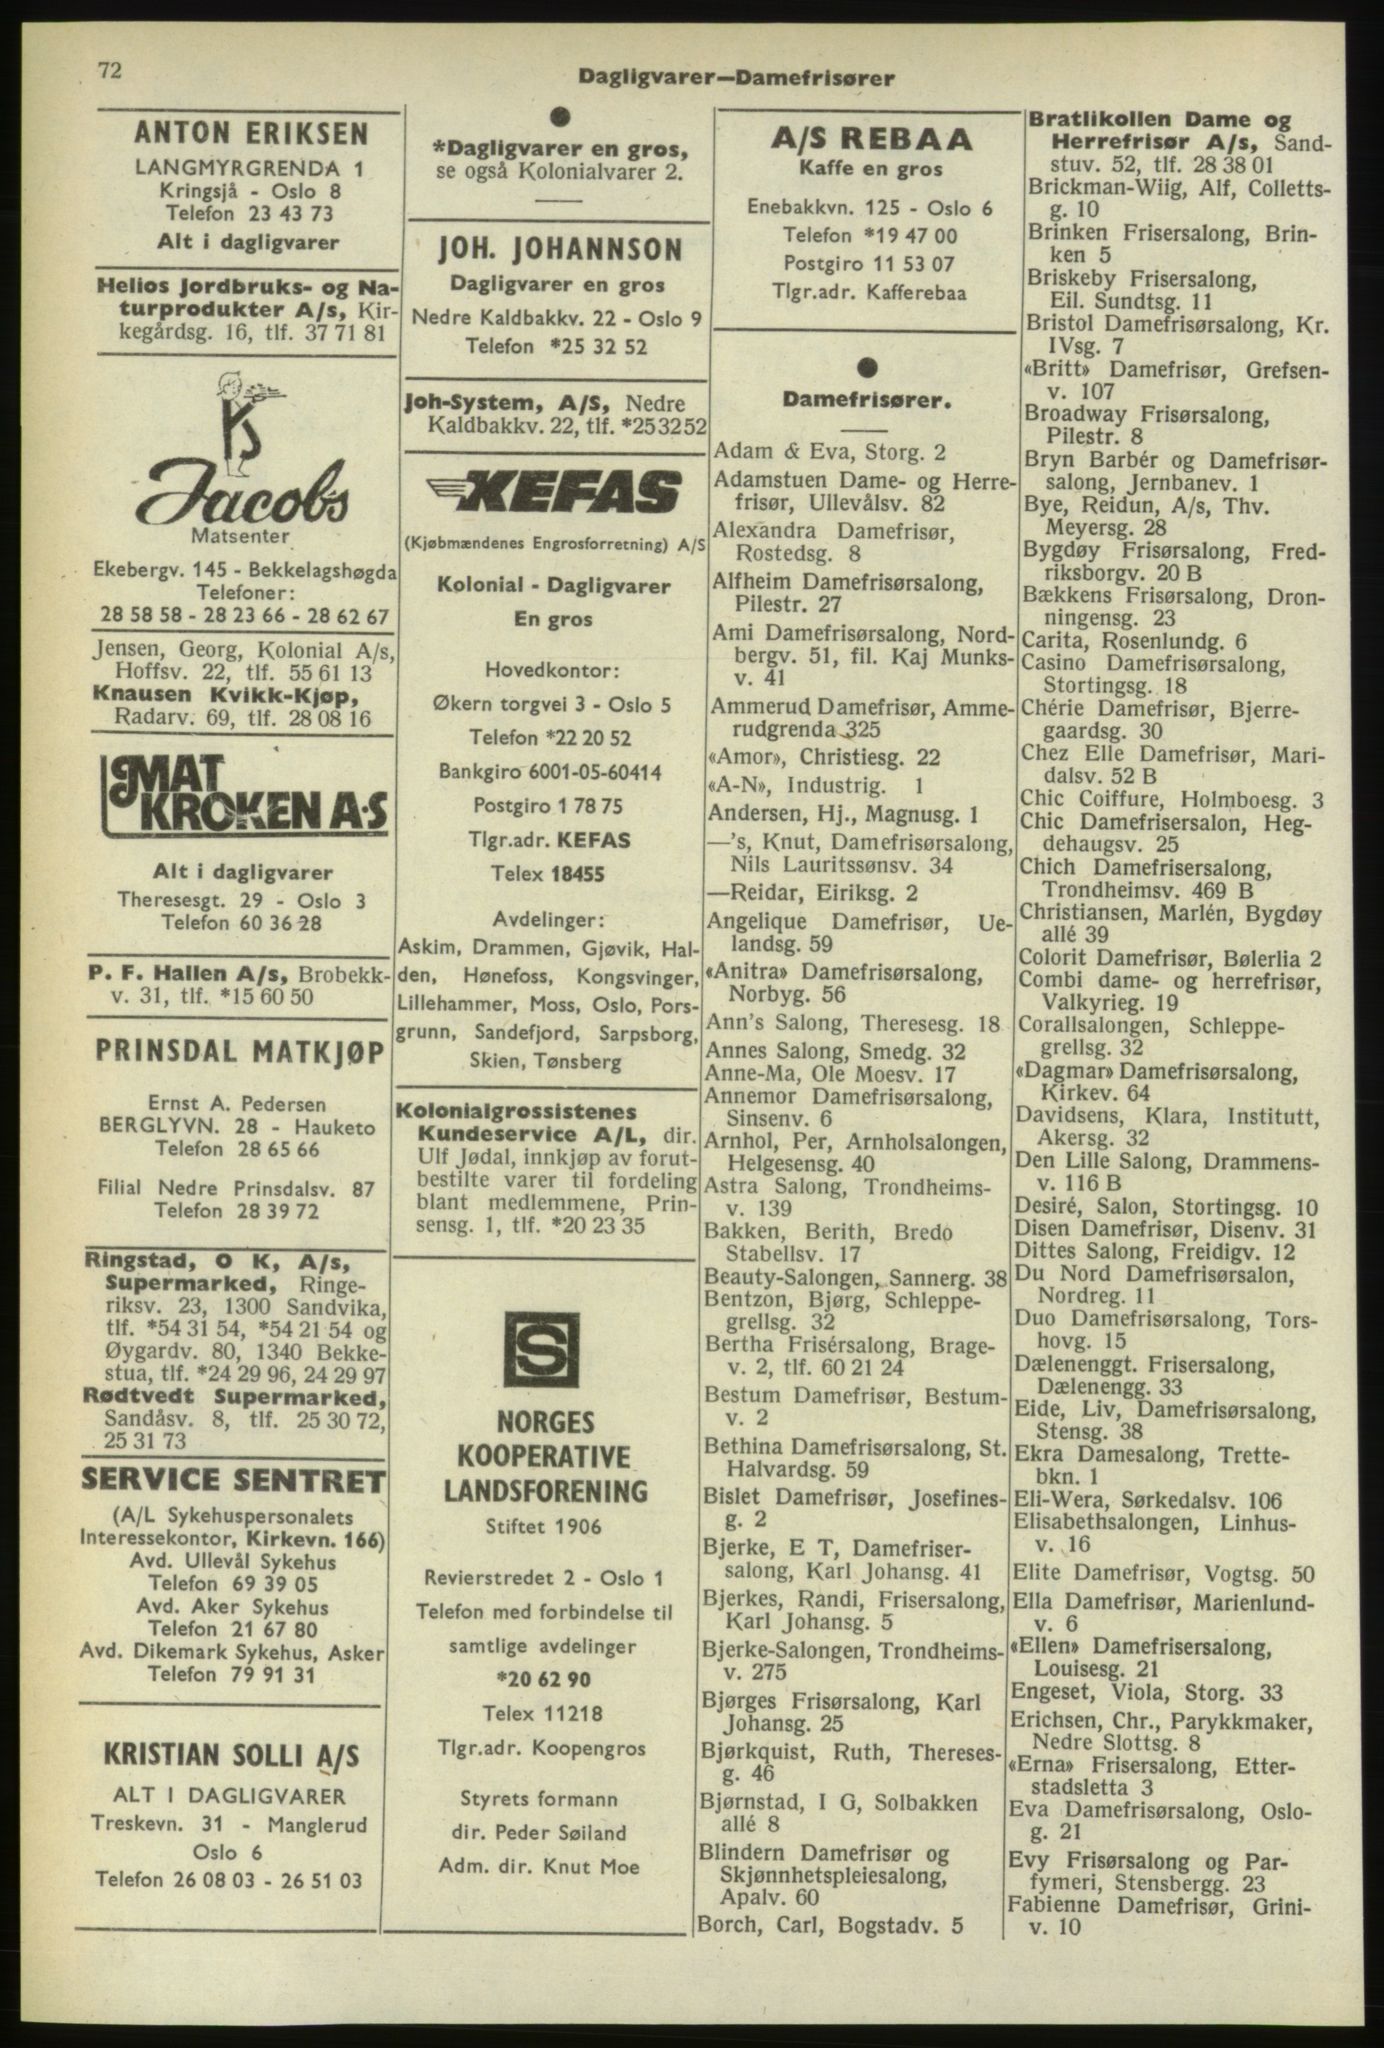 72
Dagligvarer—Damefrisører
ANTON ERIKSEN
LANGMYRGRENDA 1
Kringsjå - Oslo 8
Telefon 23 43 73
Alt i dagligvarer
Helios Jordbruks- og Na-
turprodukter A/s, Kir-
kegårdsg. 16, tlf. 37 71 81
Jacobs
Matsenter
Ekebergv. 145 - Bekkelagshøgda
Telefoner:
28 58 58 - 28 23 66 - 28 62 67
Jensen, Georg, Kolonial A/s,
Hoffsv. 22, tlf. 55 61 13
Knausen Kvikk-Kjøp,
Radarv. 69, tlf. 28 08 16
MAT
KROKEN A·S
Alt i dagligvarer
Theresesgt. 29 - Oslo 3
Telefon 60 36 28
P. F. Hallen A/s, Brobekk-
v. 31, tlf. *15 60 50
PRINSDAL MATKJØP
Ernst A. Pedersen
BERGLYVN. 28 - Hauketo
Telefon 28 65 66
Filial Nedre Prinsdalsv. 87
Telefon 28 39 72
Ringstad, O K, A/s,
Supermarked, Ringe-
riksv. 23, 1300 Sandvika,
tlf. *54 31 54, *54 21 54 og
Øygardv. 80, 1340 Bekke-
stua, tlf. *24 29 96, 24 29 97
Rødtvedt Supermarked,
Sandåsv. 8, tlf. 25 30 72,
25 31 73
SERVICE SENTRET
(A/L Sykehuspersonalets
Interessekontor, Kirkevn. 166)
Avd. Ullevål Sykehus
Telefon 69 39 05
Avd. Aker Sykehus
Telefon 21 67 80
Avd. Dikemark Sykehus, Asker
Telefon 79 91 31
KRISTIAN SOLLI A/S
ALT I DAGLIGVARER
Treskevn. 31 - Manglerud
Oslo 6
Telefon 26 08 03 - 26 51 03
*Dagligvarer en gros,
se også Kolonialvarer 2.
JOH. JOHANNSON
Dagligvarer en gros
Nedre Kaldbakkv. 22 - Oslo 9
Telefon *25 32 52
Joh-System, A/S, Nedre
Kaldbakkv. 22, tlf. *25 32 52
KEFAS
(Kjøbmændenes Engrosforretning) A/S
Kolonial - Dagligvarer
En gros
Hovedkontor:
Økern torgvei 3 - Oslo 5
Telefon *22 20 52
Bankgiro 6001-05-60414
Postgiro 1 78 75
Tlgr.adr. KEFAS
Telex 18455
Avdelinger:
Askim, Drammen, Gjøvik, Hal-
den, Hønefoss, Kongsvinger,
Lillehammer, Moss, Oslo, Pors-
grunn, Sandefjord, Sarpsborg,
Skien, Tønsberg
Kolonialgrossistenes
Kundeservice A/L, dir.
Ulf Jødal, innkjøp av forut-
bestilte varer til fordeling
blant medlemmene, Prin-
sensg. 1, tlf. *20 23 35
S
NORGES
KOOPERATIVE
LANDSFORENING
Stiftet 1906
Revierstredet 2 - Oslo 1
Telefon med forbindelse til
samtlige avdelinger
*20 62 90
Telex 11218
Tlgr.adr. Koopengros
Styrets formann
dir. Peder Søiland
Adm. dir. Knut Moe
A/S REBAA
Kaffe en gros
Enebakkvn. 125 - Oslo 6
Telefon *19 47 00
Postgiro 11 53 07
Tlgr.adr. Kafferebaa
Damefrisører.
Adam & Eva, Storg. 2
Adamstuen Dame- og Herre-
frisør, Ullevålsv. 82
Alexandra Damefrisør,
Rostedsg. 8
Alfheim Damefrisørsalong,
Pilestr. 27
Ami Damefrisørsalong, Nord-
bergv. 51, fil. Kaj Munks-
v. 41
Ammerud Damefrisør, Amme-
rudgrenda 325
«Amor», Christiesg. 22
«A-N», Industrig. 1
Andersen, Hj., Magnusg. 1
—'s, Knut, Damefrisørsalong,
Nils Lauritssønsv. 34
—Reidar, Eiriksg. 2
Angelique Damefrisør, Ue-
landsg. 59
«Anitra» Damefrisørsalong,
Norbyg. 56
Ann's Salong, Theresesg. 18
Annes Salong, Smedg. 32
Anne-Ma, Ole Moesv. 17
Annemor Damefrisørsalong,
Sinsenv. 6
Arnhol, Per, Arnholsalongen,
Helgesensg. 40
Astra Salong, Trondheims-
v. 139
Bakken, Berith, Bredo
Stabellsv. 17
Beauty-Salongen, Sannerg. 38
Bentzon, Bjørg, Schleppe-
grellsg. 32
Bertha Frisérsalong, Brage-
v. 2, tlf. 60 21 24
Bestum Damefrisør, Bestum-
v. 2
Bethina Damefrisørsalong, St.
Halvardsg. 59
Bislet Damefrisør, Josefines-
g. 2
Bjerke, E T, Damefriser-
salong, Karl Johansg. 41
Bjerkes, Randi, Frisersalong,
Karl Johansg. 5
Bjerke-Salongen, Trondheims-
v. 275
Bjørges Frisørsalong, Karl
Johansg. 25
Bjørkquist, Ruth, Thereses-
g. 46
Bjørnstad, I G, Solbakken
allé 8
Blindern Damefrisør og
Skjønnhetspleiesalong,
Apalv. 60
Borch, Carl, Bogstadv. 5
Bratlikollen Dame og
Herrefrisør A/s, Sand-
stuv. 52, tlf. 28 38 01
Brickman-Wiig, Alf, Colletts-
g. 10
Brinken Frisersalong, Brin-
ken 5
Briskeby Frisersalong,
Eil. Sundtsg. 11
Bristol Damefrisørsalong, Kr.
IVsg. 7
«Britt» Damefrisør, Grefsen-
v. 107
Broadway Frisørsalong,
Pilestr. 8
Bryn Barbér og Damefrisør-
salong, Jernbanev. 1
Bye, Reidun, A/s, Thv.
Meyersg. 28
Bygdøy Frisørsalong, Fred-
riksborgv. 20 B
Bækkens Frisørsalong, Dron-
ningensg. 23
Carita, Rosenlundg. 6
Casino Damefrisørsalong,
Stortingsg. 18
Chérie Damefrisør, Bjerre-
gaardsg. 30
Chez Elle Damefrisør, Mari-
dalsv. 52 B
Chic Coiffure, Holmboesg. 3
Chic Damefrisersalon, Heg-
dehaugsv. 25
Chich Damefrisersalong,
Trondheimsv. 469 B
Christiansen, Marlén, Bygdøy
allé 39
Colorit Damefrisør, Bølerlia 2
Combi dame- og herrefrisør,
Valkyrieg. 19
Corallsalongen, Schleppe-
grellsg. 32
«Dagmar» Damefrisørsalong,
Kirkev. 64
Davidsens, Klara, Institutt,
Akersg. 32
Den Lille Salong, Drammens-
v. 116 B
Desiré, Salon, Stortingsg. 10
Disen Damefrisør, Disenv. 31
Dittes Salong, Freidigv. 12
Du Nord Damefrisørsalon,
Nordreg. 11
Duo Damefrisørsalong, Tors-
hovg. 15
Dælenenggt. Frisersalong,
Dælenengg. 33
Eide, Liv, Damefrisørsalong,
Stensg. 38
Ekra Damesalong, Trette-
bkn. 1
Eli-Wera, Sørkedalsv. 106
Elisabethsalongen, Linhus-
v. 16
Elite Damefrisør, Vogtsg. 50
Ella Damefrisør, Marienlund-
v. 6
«Ellen» Damefrisersalong,
Louisesg. 21
Engeset, Viola, Storg. 33
Erichsen, Chr., Parykkmaker,
Nedre Slottsg. 8
«Erna» Frisersalong, Etter-
stadsletta 3
Eva Damefrisørsalong, Oslo-
g. 21
Evy Frisørsalong og Par-
fymeri, Stensbergg. 23
Fabienne Damefrisør, Grini-
v. 10